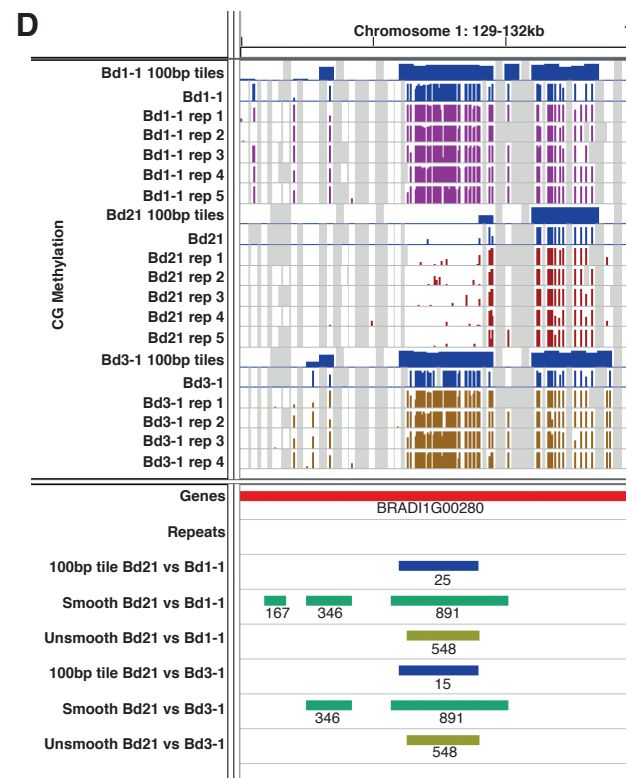 D
Chromosome 1: 129-132kb
CG Methylation
Bd1-1 100bp tiles
Bd1-1
Bd1-1 rep 1
Bd1-1 rep 2
Bd1-1 rep 3
Bd1-1 rep 4
Bd1-1 rep 5
Bd21 100bp tiles
Bd21
Bd21 rep 1
Bd21 rep 2
Bd21 rep 3
Bd21 rep 4
Bd21 rep 5
Bd3-1 100bp tiles
Bd3-1
Bd3-1 rep 1
Bd3-1 rep 2
Bd3-1 rep 3
Bd3-1 rep 4
Genes
BRADI1G00280
Repeats
100bp tile Bd21 vs Bd1-1
25
Smooth Bd21 vs Bd1-1
167 346 891
Unsmooth Bd21 vs Bd1-1
548
100bp tile Bd21 vs Bd3-1
15
Smooth Bd21 vs Bd3-1
346 891
Unsmooth Bd21 vs Bd3-1
548